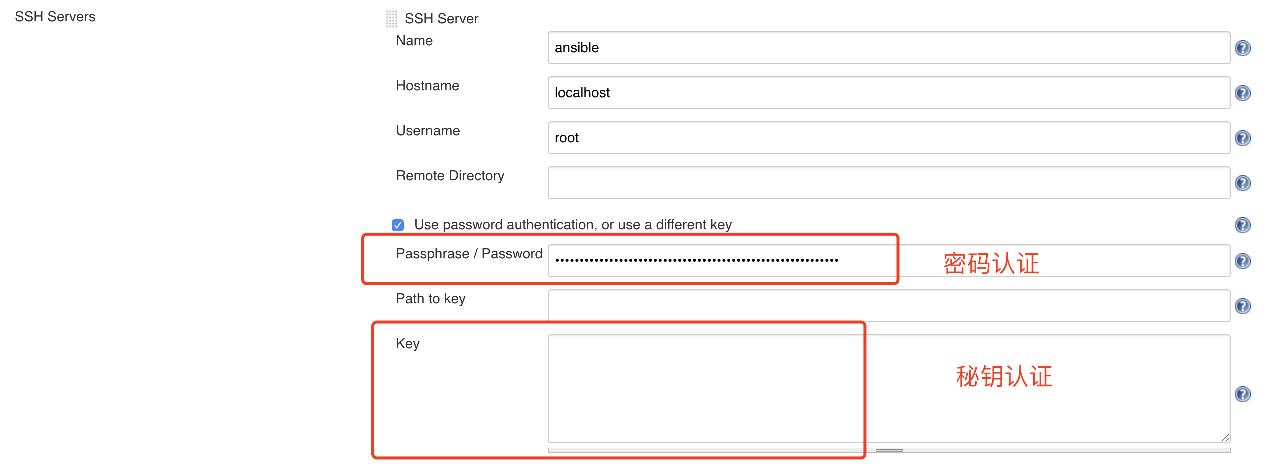 SSH Servers
SSH Server
Name
ansible
Hostname
localhost
Username
root
Remote Directory
Use password authentication, or use a different key
Passphrase / Password
密码认证
Path to key
Key
秘钥认证